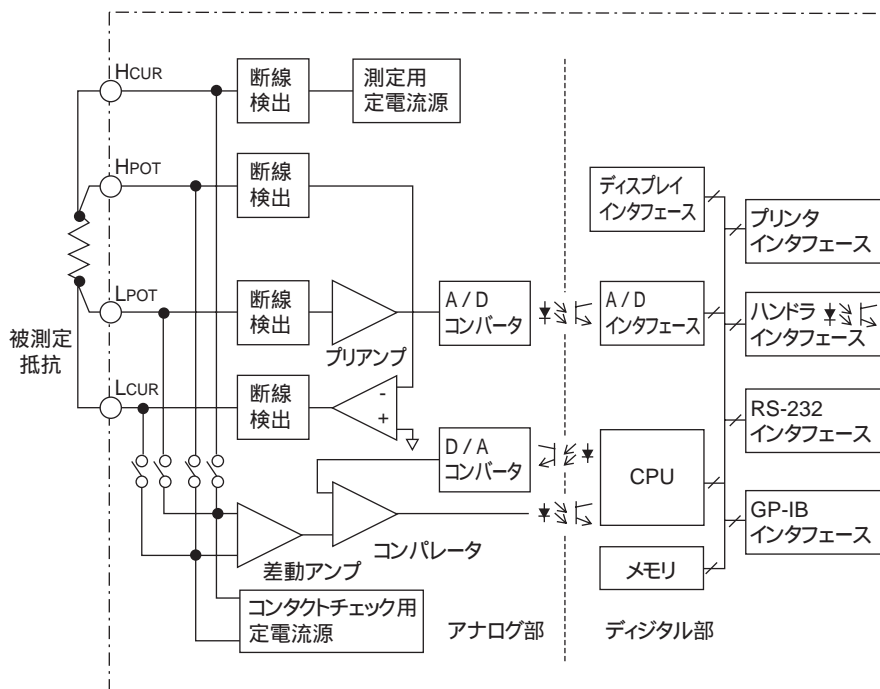 HCUR
断線
検出
測定用
定電流源
HPOT
断線
検出
ディスプレイ
インタフェース
プリンタ
インタフェース
LPOT
断線
検出
プリアンプ
A / D
コンバータ
A / D
インタフェース
ハンドラ
インタフェース
被測定
抵抗
LCUR
断線
検出
-
+
D / A
コンバータ
CPU
RS-232
インタフェース
GP-IB
インタフェース
コンパレータ
差動アンプ
メモリ
コンタクトチェック用
定電流源
アナログ部
ディジタル部